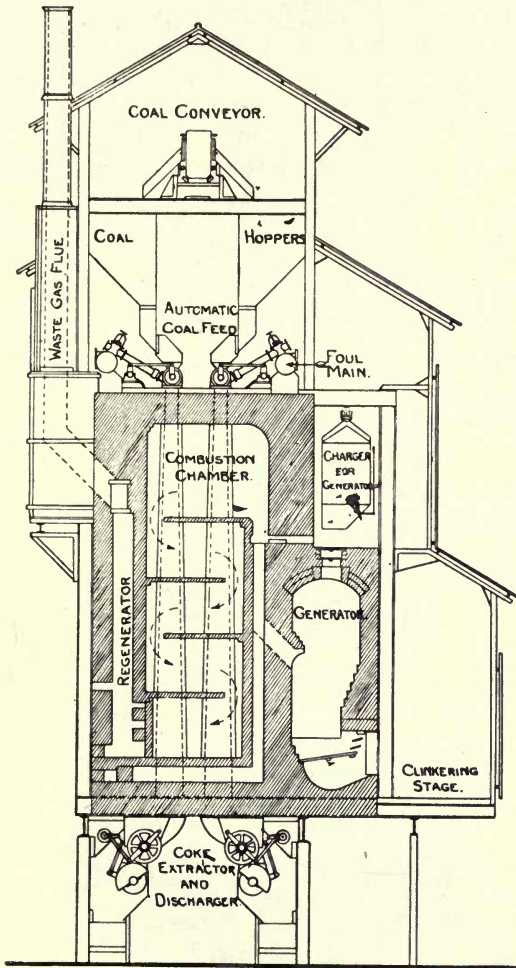 COAL CONVEYOR.
COAL
HOPPERS
WASTE GAS FLUE
AUTOMATIC
COAL FEED
FOUL
MAIN.
COMBUSTION
CHAMBER.
CHARGER
FOR
GENERATOR
REGENERATOR
GENERATOR.
CLINKERING
STAGE.
COKE
EXTRACTOR
AND
DISCHARGER.